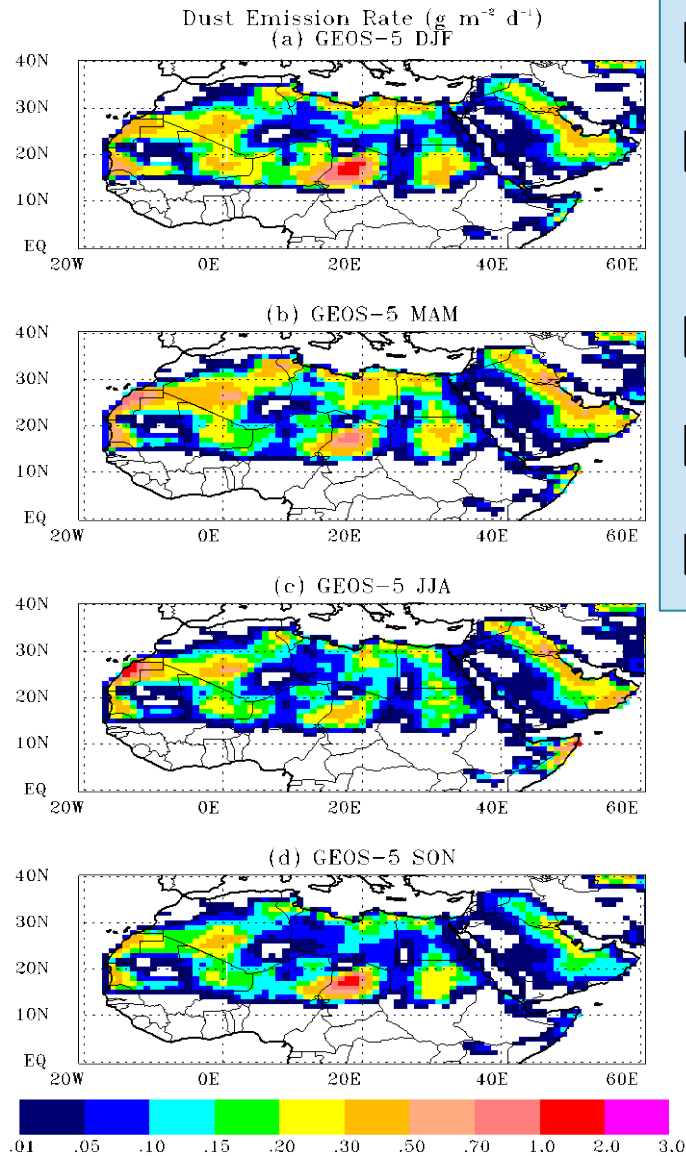 Dust Emission Rate (g m⁻² d⁻¹)
(a) GEOS-5 DJF
40N
30N
20N
10N
EQ
20W 0E 20E 40E 60E
(b) GEOS-5 MAM
40N
30N
20N
10N
EQ
20W 0E 20E 40E 60E
(c) GEOS-5 JJA
40N
30N
20N
10N
EQ
20W 0E 20E 40E 60E
(d) GEOS-5 SON
40N
30N
20N
10N
EQ
20W 0E 20E 40E 60E
.01 .05 .10 .15 .20 .30 .50 .70 1.0 2.0 3.0